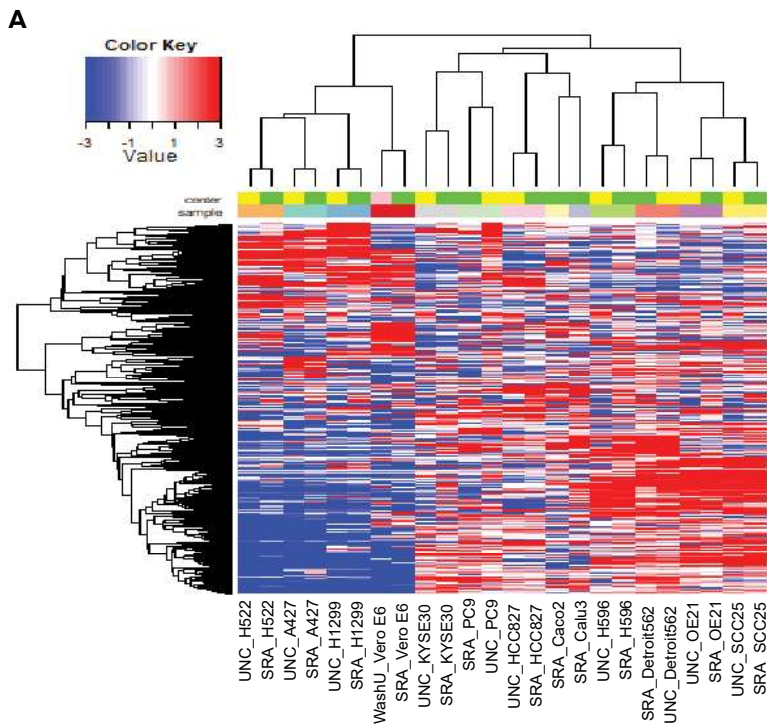 A
Color Key
-3 -1 1 3
Value
center
sample
UNC_H522
SRA_H522
UNC_A427
SRA_A427
UNC_H1299
SRA_H1299
WashU_Vero E6
SRA_Vero E6
UNC_KYSE30
SRA_KYSE30
SRA_PC9
UNC_PC9
UNC_HCC827
SRA_HCC827
SRA_Caco2
SRA_Calu3
UNC_H596
SRA_H596
SRA_Detroit562
UNC_Detroit562
UNC_OE21
SRA_OE21
UNC_SCC25
SRA_SCC25